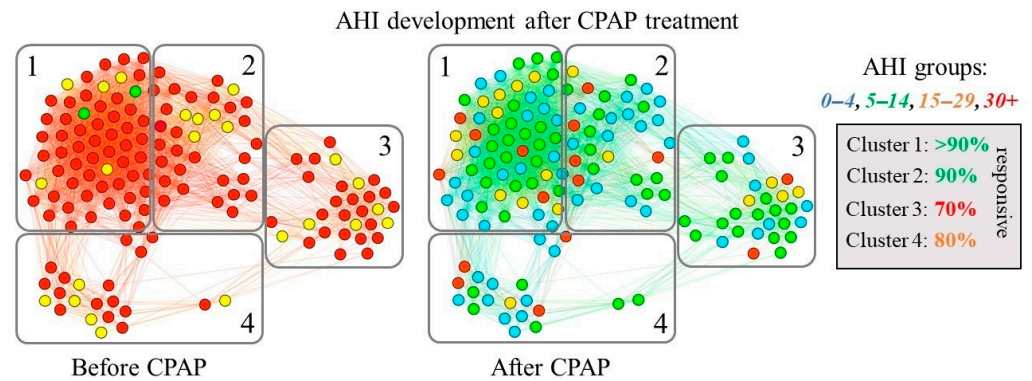 AHI development after CPAP treatment
1
2
3
4
Before CPAP
1
2
3
4
After CPAP
AHI groups:
0–4, 5–14, 15–29, 30+
Cluster 1: >90%
Cluster 2: 90%
Cluster 3: 70%
Cluster 4: 80%
responsive